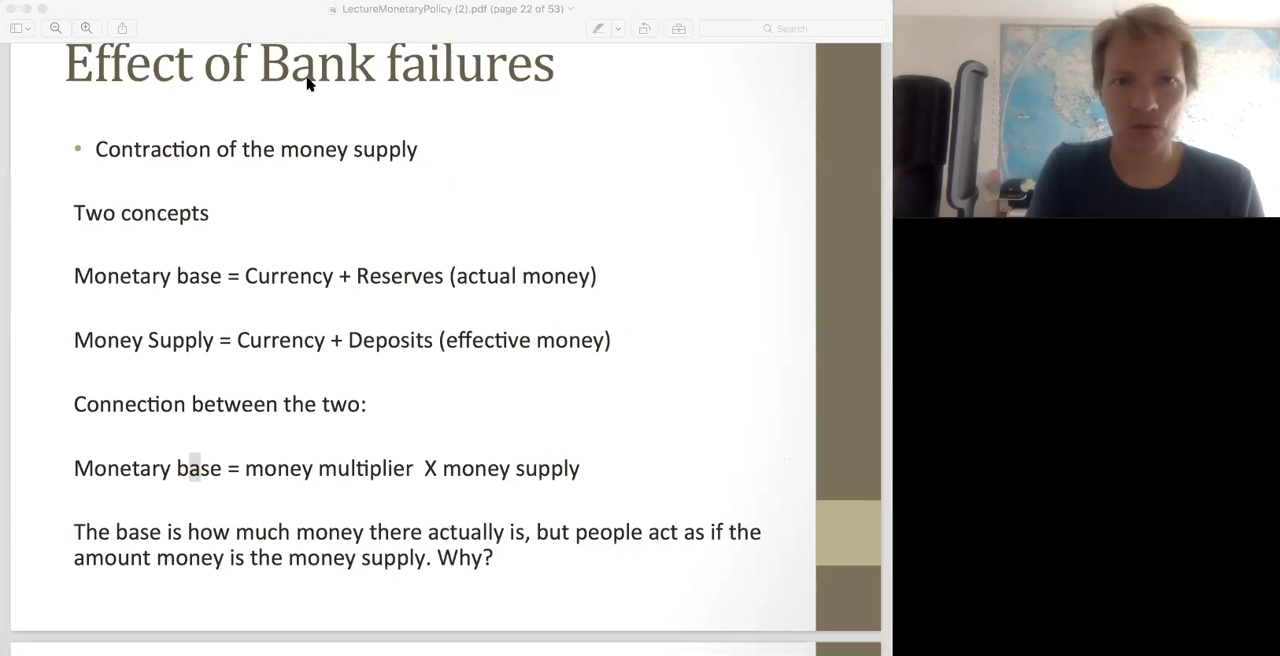 LectureMonetaryPolicy (2).pdf (page 22 of 53)
Search
Effect of Bank failures
• Contraction of the money supply
Two concepts
Monetary base = Currency + Reserves (actual money)
Money Supply = Currency + Deposits (effective money)
Connection between the two:
Monetary base = money multiplier X money supply
The base is how much money there actually is, but people act as if the
amount money is the money supply. Why?